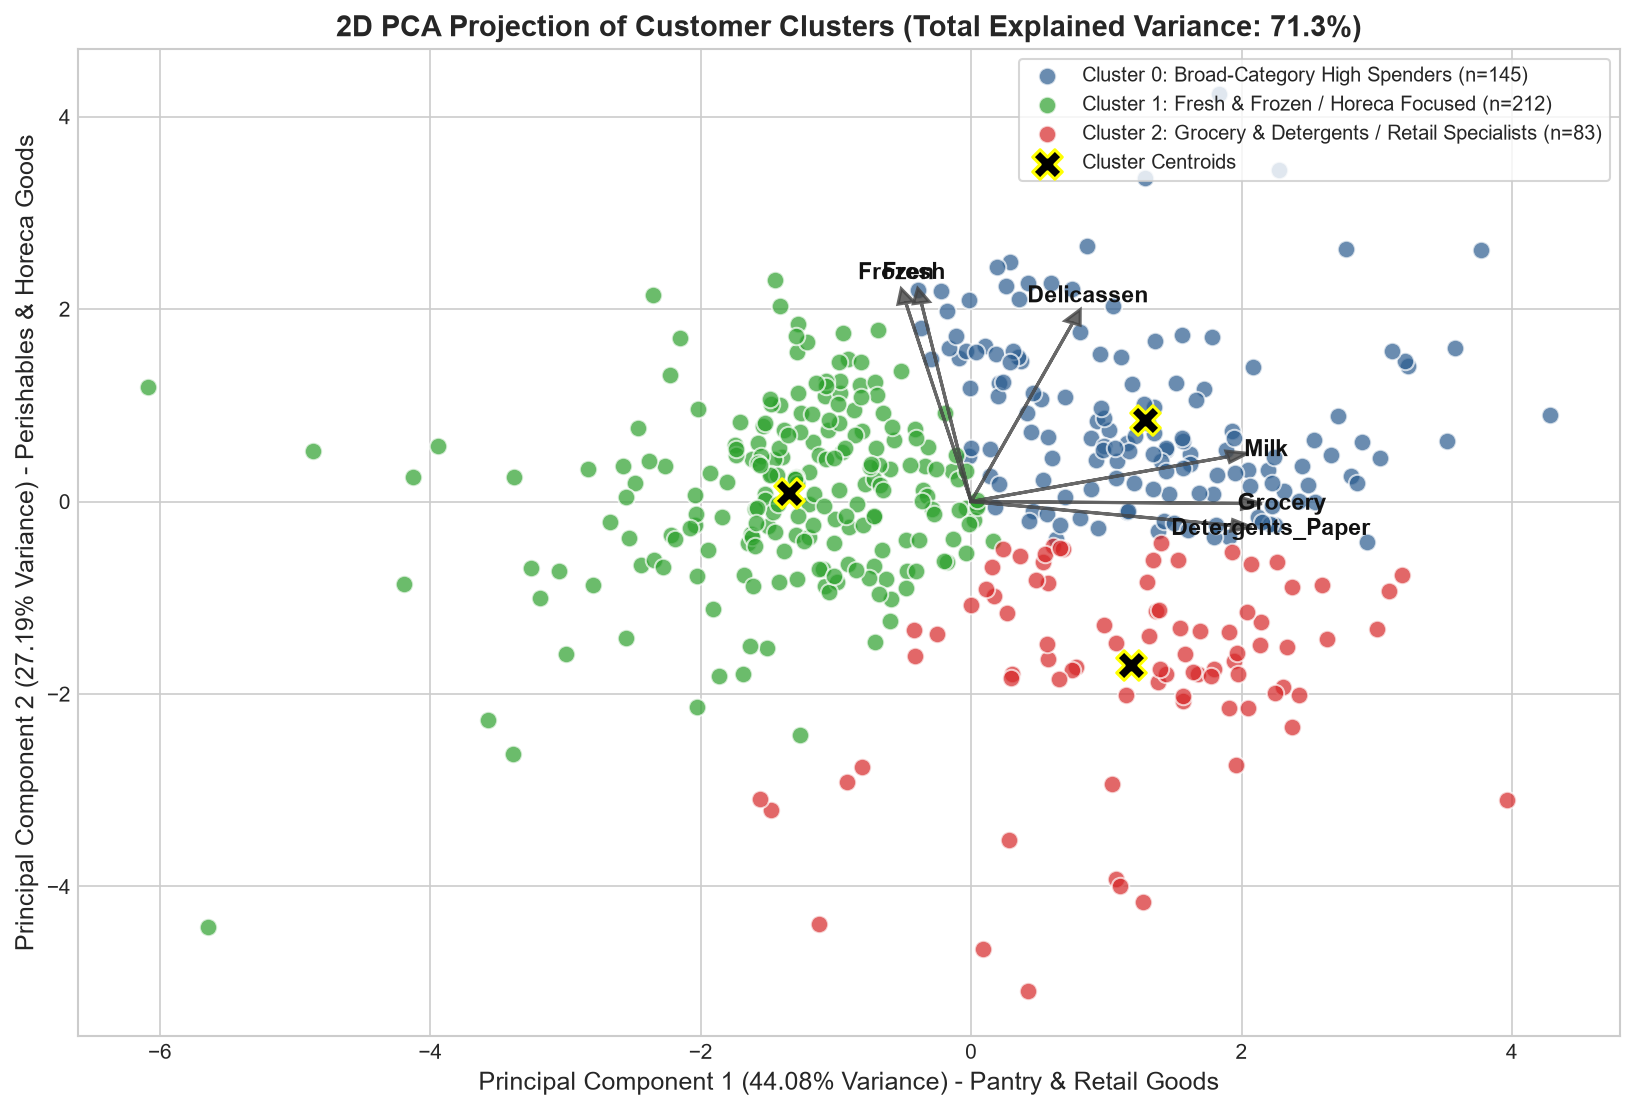 2D PCA Projection of Customer Clusters (Total Explained Variance: 71.3%)
Cluster 0: Broad-Category High Spenders (n=145)
Cluster 1: Fresh & Frozen / Horeca Focused (n=212)
Cluster 2: Grocery & Detergents / Retail Specialists (n=83)
Cluster Centroids
Principal Component 2 (27.19% Variance) - Perishables & Horeca Goods
4
2
0
−2
−4
Frozen
Fresh
Delicassen
Milk
Grocery
Detergents_Paper
−6
−4
−2
0
2
4
Principal Component 1 (44.08% Variance) - Pantry & Retail Goods